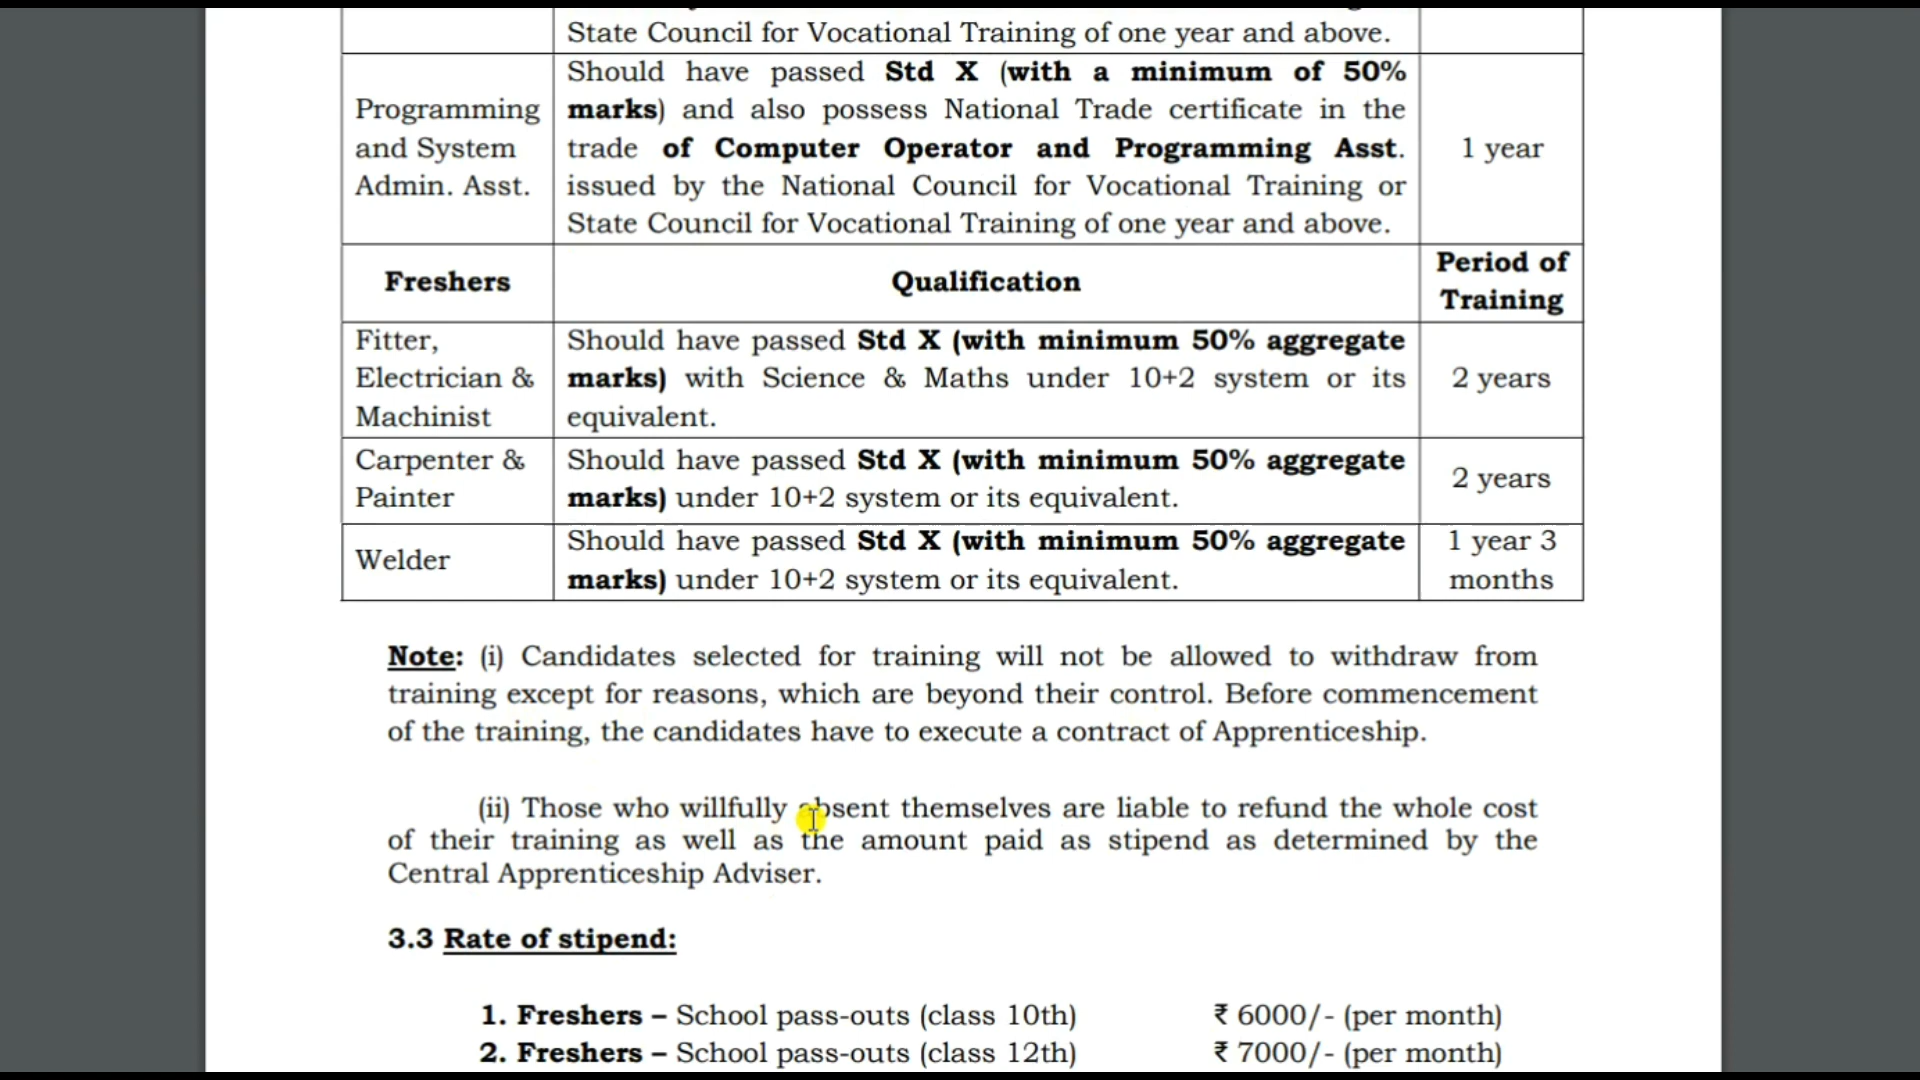 State Council for Vocational Training of one year and above.
Programming
and System
Admin. Asst.
Should have passed Std X (with a minimum of 50%
marks) and also possess National Trade certificate in the
trade of Computer Operator and Programming Asst.
issued by the National Council for Vocational Training or
State Council for Vocational Training of one year and above.
1 year
Freshers
Qualification
Period of
Training
Fitter,
Electrician &
Machinist
Should have passed Std X (with minimum 50% aggregate
marks) with Science & Maths under 10+2 system or its
equivalent.
2 years
Carpenter &
Painter
Should have passed Std X (with minimum 50% aggregate
marks) under 10+2 system or its equivalent.
2 years
Welder
Should have passed Std X (with minimum 50% aggregate
marks) under 10+2 system or its equivalent.
1 year 3
months
Note: (i) Candidates selected for training will not be allowed to withdraw from
training except for reasons, which are beyond their control. Before commencement
of the training, the candidates have to execute a contract of Apprenticeship.
(ii) Those who willfully absent themselves are liable to refund the whole cost
of their training as well as the amount paid as stipend as determined by the
Central Apprenticeship Adviser.
3.3 Rate of stipend:
1. Freshers – School pass-outs (class 10th) ₹ 6000/- (per month)
2. Freshers – School pass-outs (class 12th) ₹ 7000/- (per month)